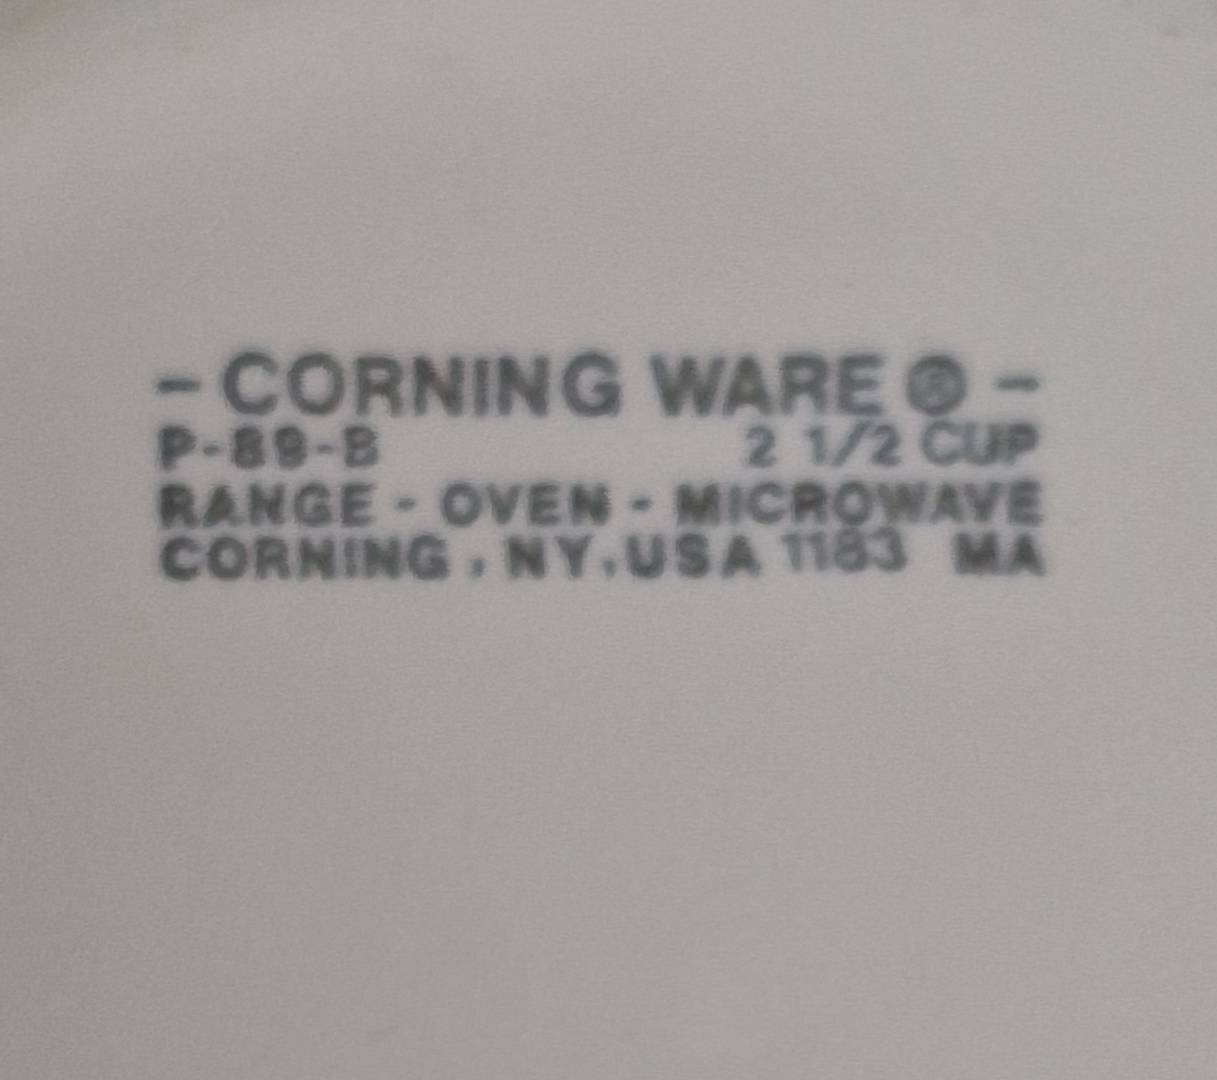 - CORNING WARE ® -
P-89-B 2 1/2 CUP
RANGE - OVEN - MICROWAVE
CORNING , NY, USA 1183 MA